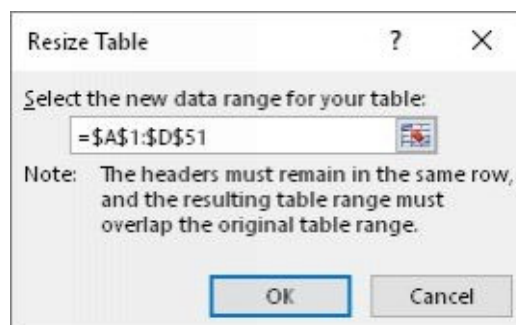 Resize Table ? X
Select the new data range for your table:
=$A$1:$D$51
Note: The headers must remain in the same row,
and the resulting table range must
overlap the original table range.
OK Cancel